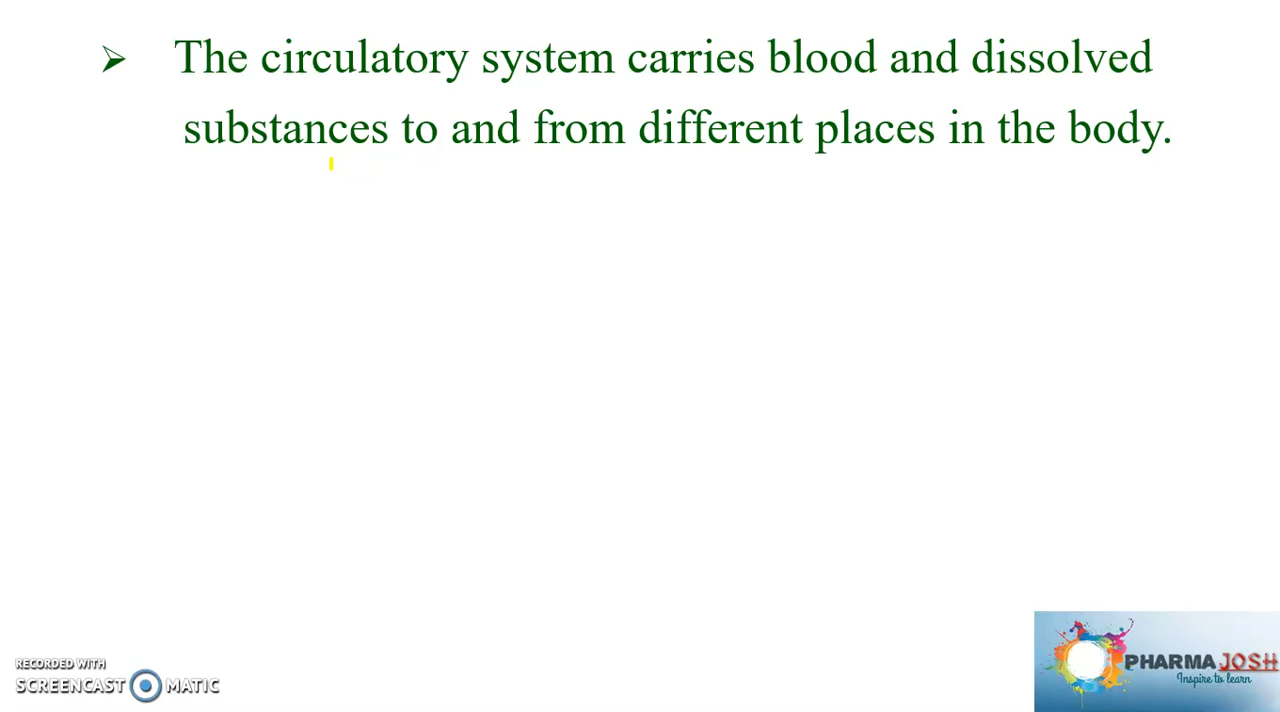 ➢ The circulatory system carries blood and dissolved
substances to and from different places in the body.
RECORDED WITH
SCREENCAST MATIC
PHARMA JOSH
Inspire to learn